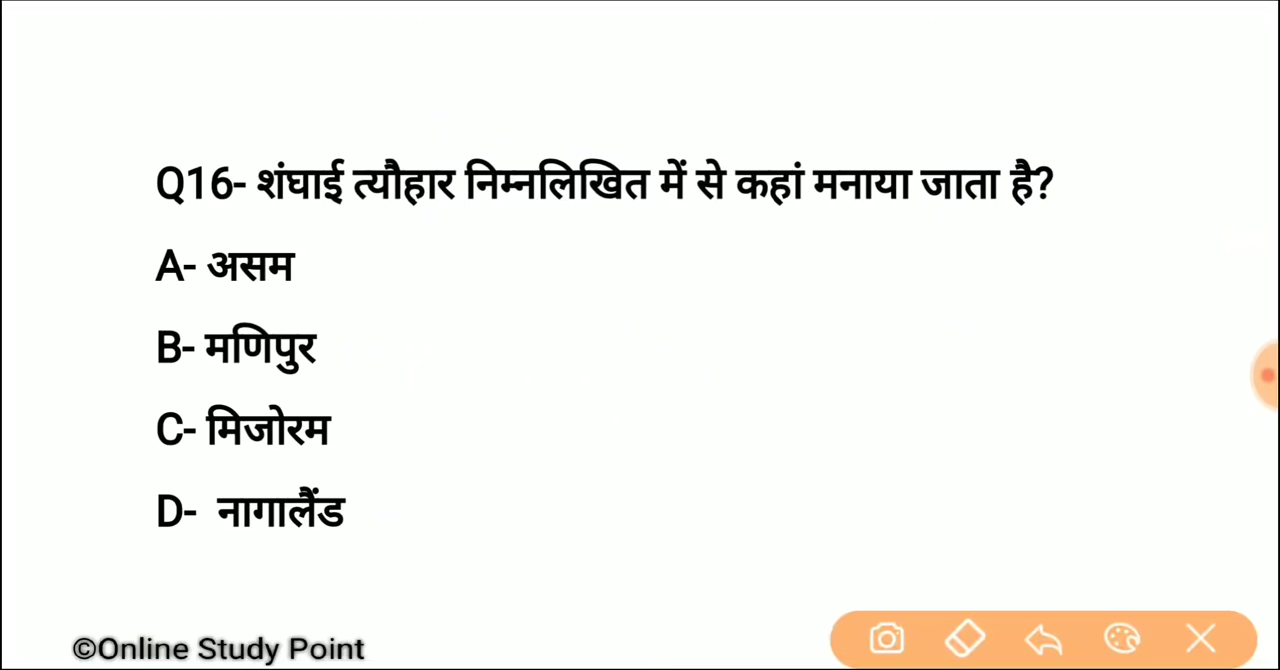 Q16- शंघाई त्यौहार निम्नलिखित में से कहां मनाया जाता है?
A- असम
B- मणिपुर
C- मिजोरम
D- नागालैंड
©Online Study Point